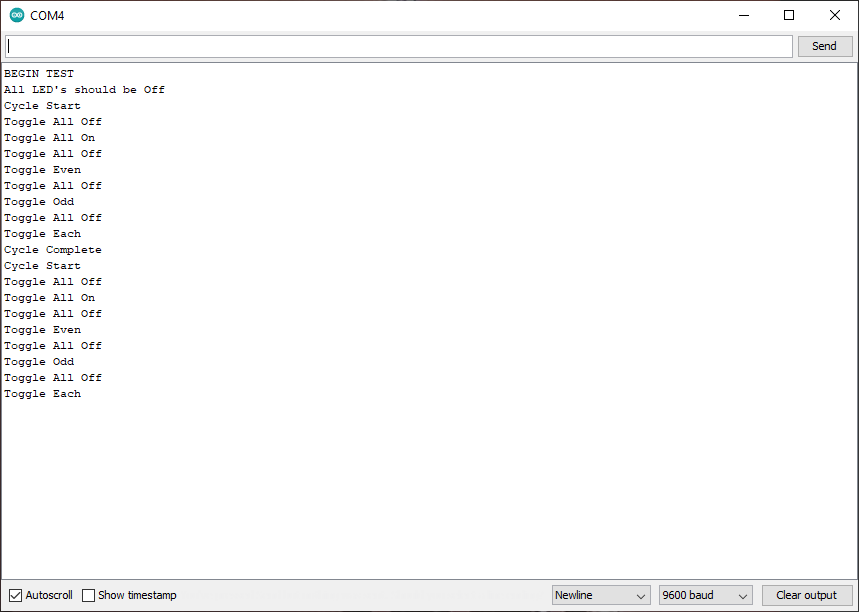 COM4
Send
BEGIN TEST
All LED's should be Off
Cycle Start
Toggle All Off
Toggle All On
Toggle All Off
Toggle Even
Toggle All Off
Toggle Odd
Toggle All Off
Toggle Each
Cycle Complete
Cycle Start
Toggle All Off
Toggle All On
Toggle All Off
Toggle Even
Toggle All Off
Toggle Odd
Toggle All Off
Toggle Each
Autoscroll Show timestamp Newline 9600 baud Clear output